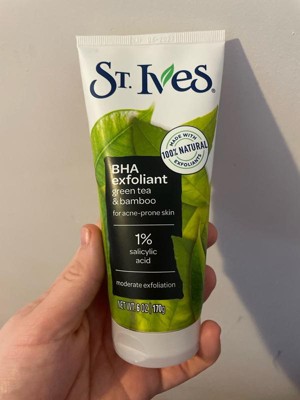 St. Ives®
MADE WITH
100% NATURAL
EXFOLIANTS
BHA
exfoliant
green tea
& bamboo
for acne-prone skin
1%
salicylic
acid
moderate exfoliation
NET WT. 6 OZ 170g